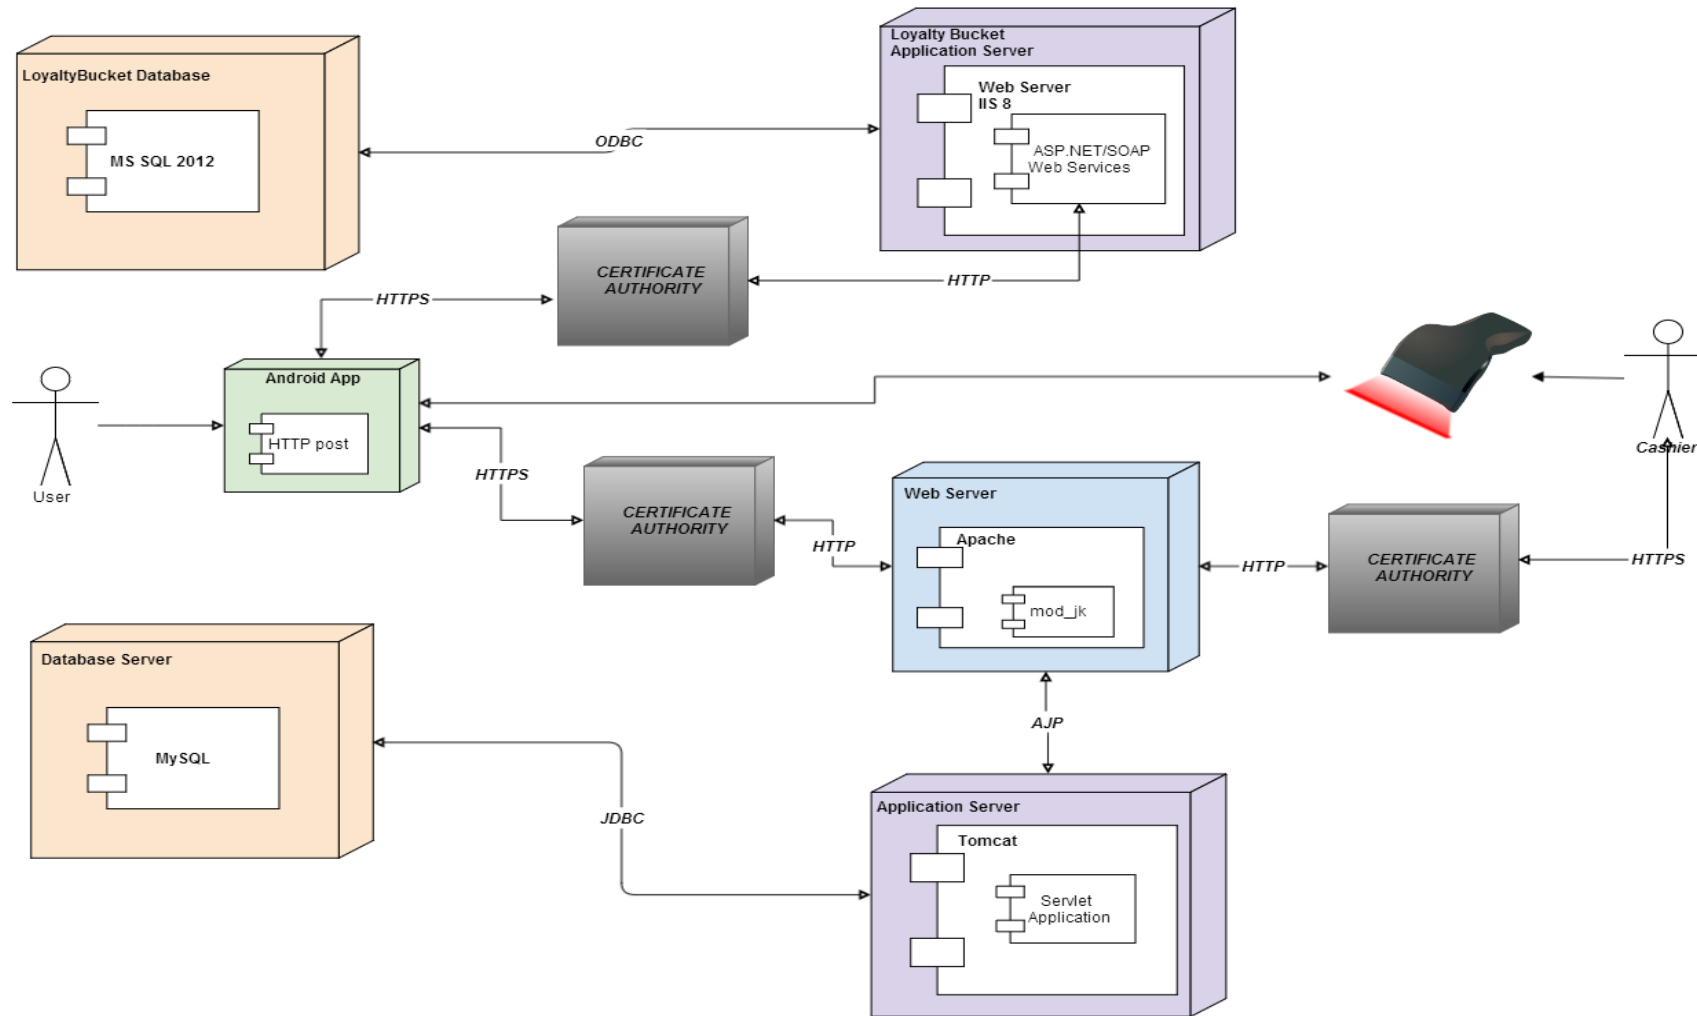 Loyalty Bucket
Application Server
LoyaltyBucket Database
Web Server
IIS 8
MS SQL 2012
ODBC
ASP.NET/SOAP
Web Services
CERTIFICATE
AUTHORITY
HTTP
HTTPS
Android App
HTTP post
User
HTTPS
CERTIFICATE
AUTHORITY
HTTP
Web Server
Apache
mod_jk
HTTP
CERTIFICATE
AUTHORITY
HTTPS
Cashier
Database Server
MySQL
AJP
JDBC
Application Server
Tomcat
Servlet
Application